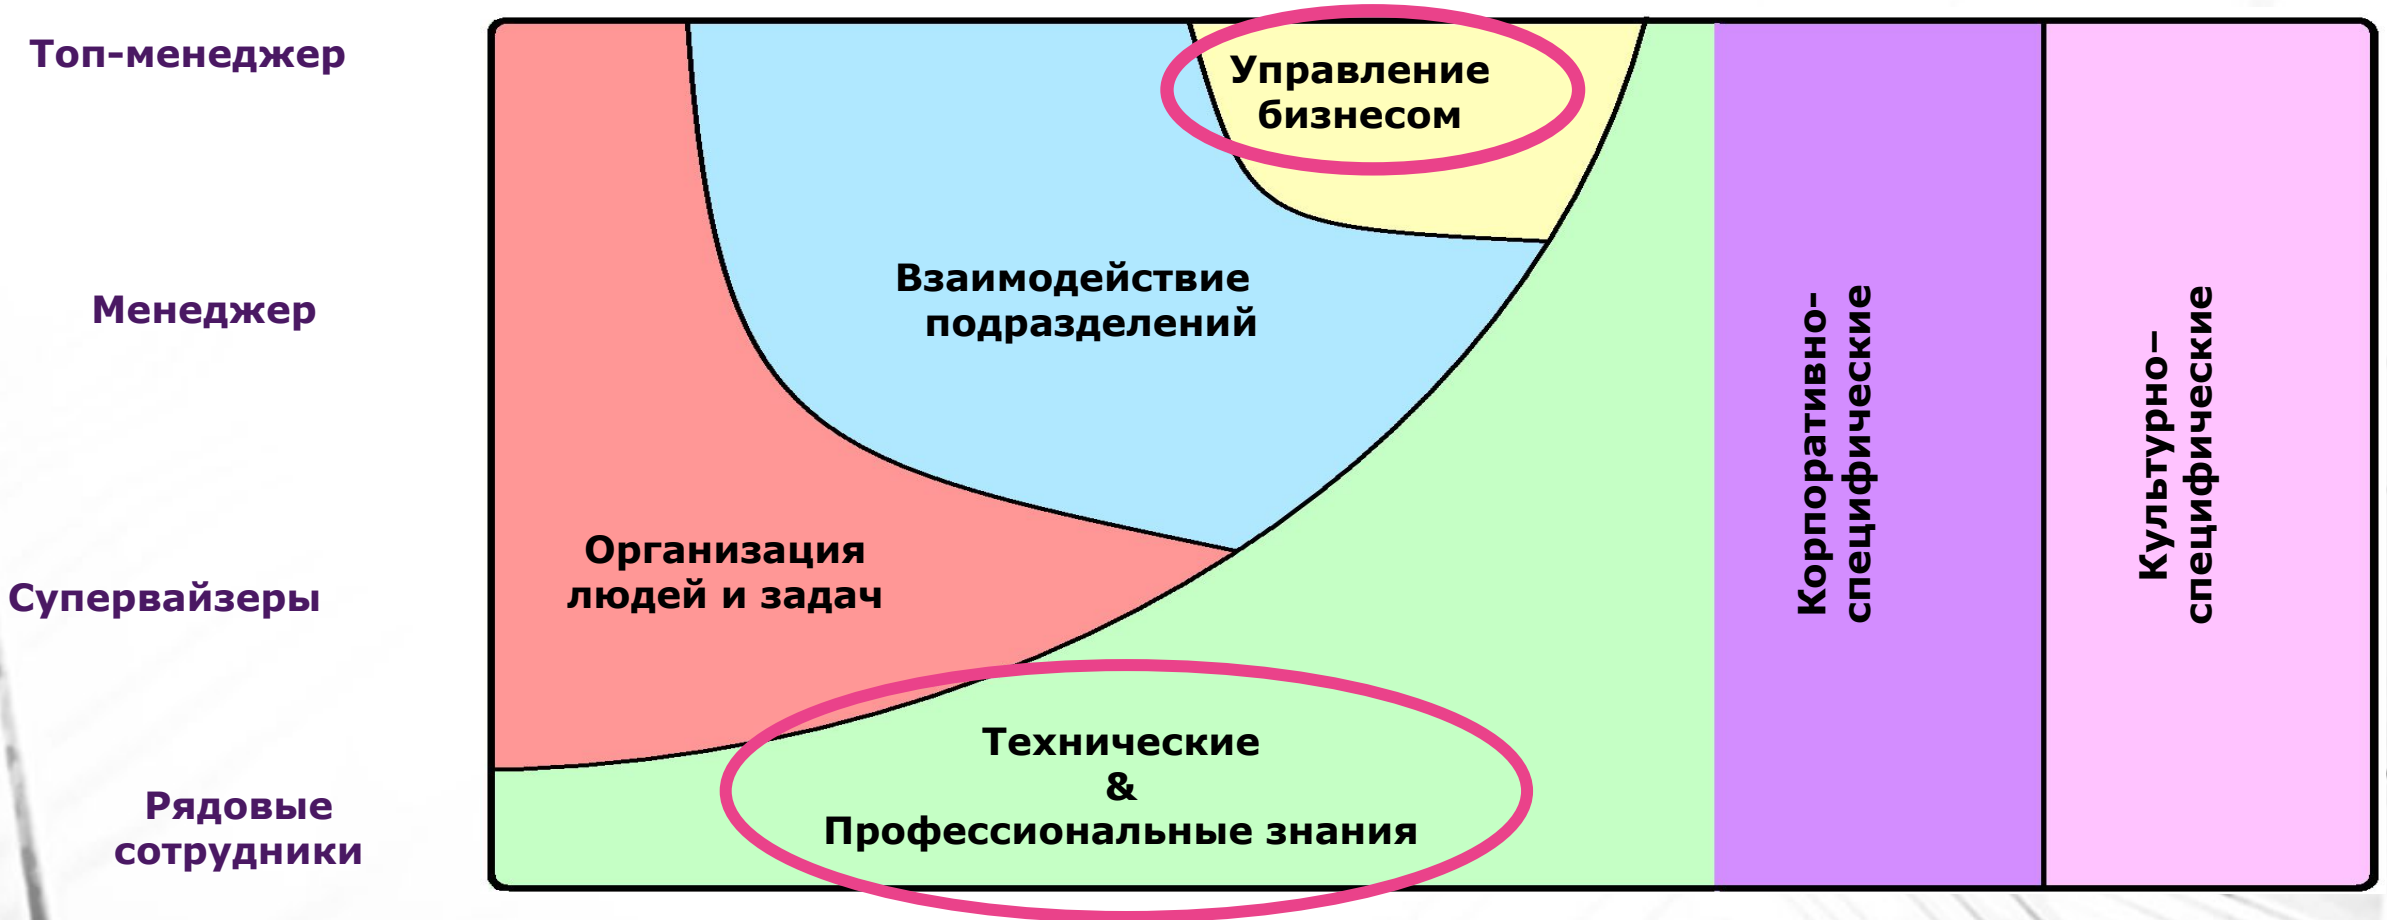 Топ-менеджер
Управление
бизнесом
Менеджер
Взаимодействие
подразделений
Супервайзеры
Организация
людей и задач
Рядовые
сотрудники
Технические
&
Профессиональные знания
Корпоративно-
специфические
Культурно–
специфические